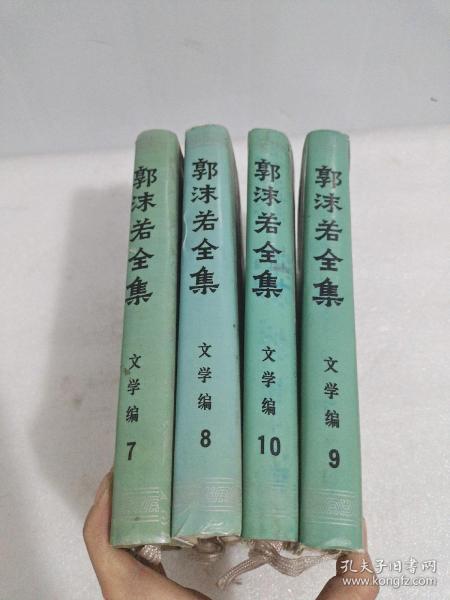 郭沫若全集
文学编
7
郭沫若全集
文学编
8
郭沫若全集
文学编
10
郭沫若全集
文学编
9
孔夫子旧书网
www.kongfz.com